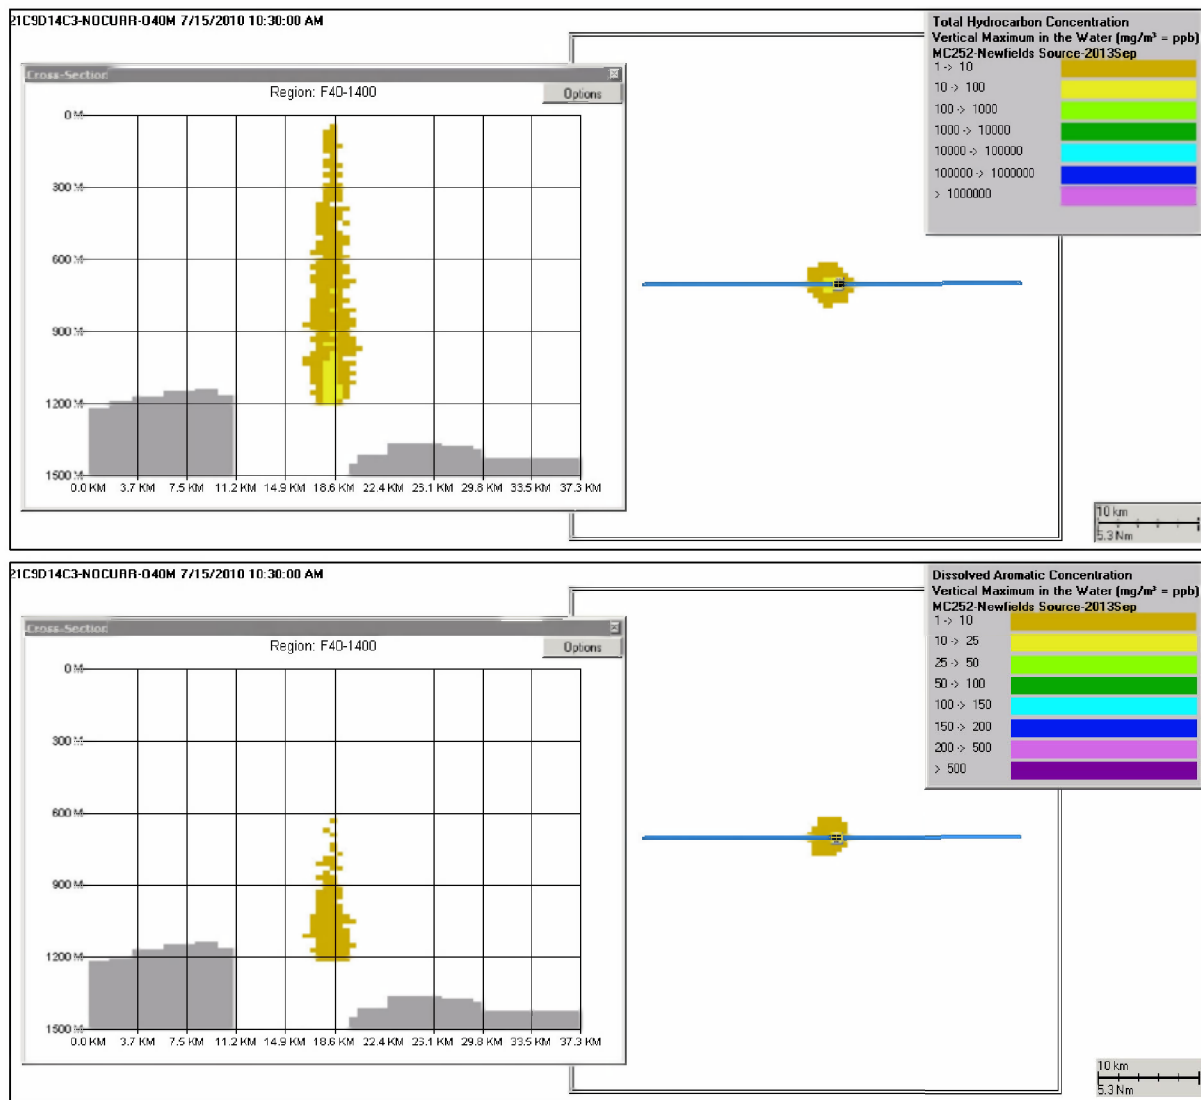 21C9D14C3-NOCURR-O40M 7/15/2010 10:30:00 AM
Total Hydrocarbon Concentration
Vertical Maximum in the Water (mg/m³ = ppb)
MC252-Newfields Source-2013Sep
1 -> 10
10 -> 100
100 -> 1000
1000 -> 10000
10000 -> 100000
100000 -> 1000000
> 1000000
Cross-Section
Region: F40-1400
Options
0 M
300 M
600 M
900 M
1200 M
1500 M
0.0 KM 3.7 KM 7.5 KM 11.2 KM 14.9 KM 18.6 KM 22.4 KM 26.1 KM 29.8 KM 33.5 KM 37.3 KM
10 km
5.3 Nm
21C9D14C3-NOCURR-O40M 7/15/2010 10:30:00 AM
Dissolved Aromatic Concentration
Vertical Maximum in the Water (mg/m³ = ppb)
MC252-Newfields Source-2013Sep
1 -> 10
10 -> 25
25 -> 50
50 -> 100
100 -> 150
150 -> 200
200 -> 500
> 500
Cross-Section
Region: F40-1400
Options
0 M
300 M
600 M
900 M
1200 M
1500 M
0.0 KM 3.7 KM 7.5 KM 11.2 KM 14.9 KM 18.6 KM 22.4 KM 26.1 KM 29.8 KM 33.5 KM 37.3 KM
10 km
5.3 Nm